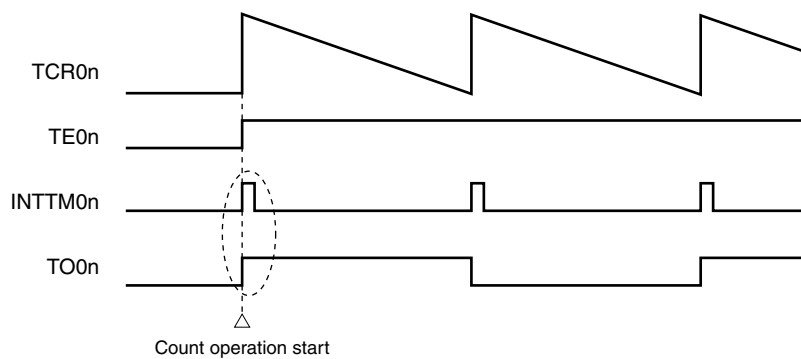 TCR0n
TE0n
INTTM0n
TO0n
Count operation start